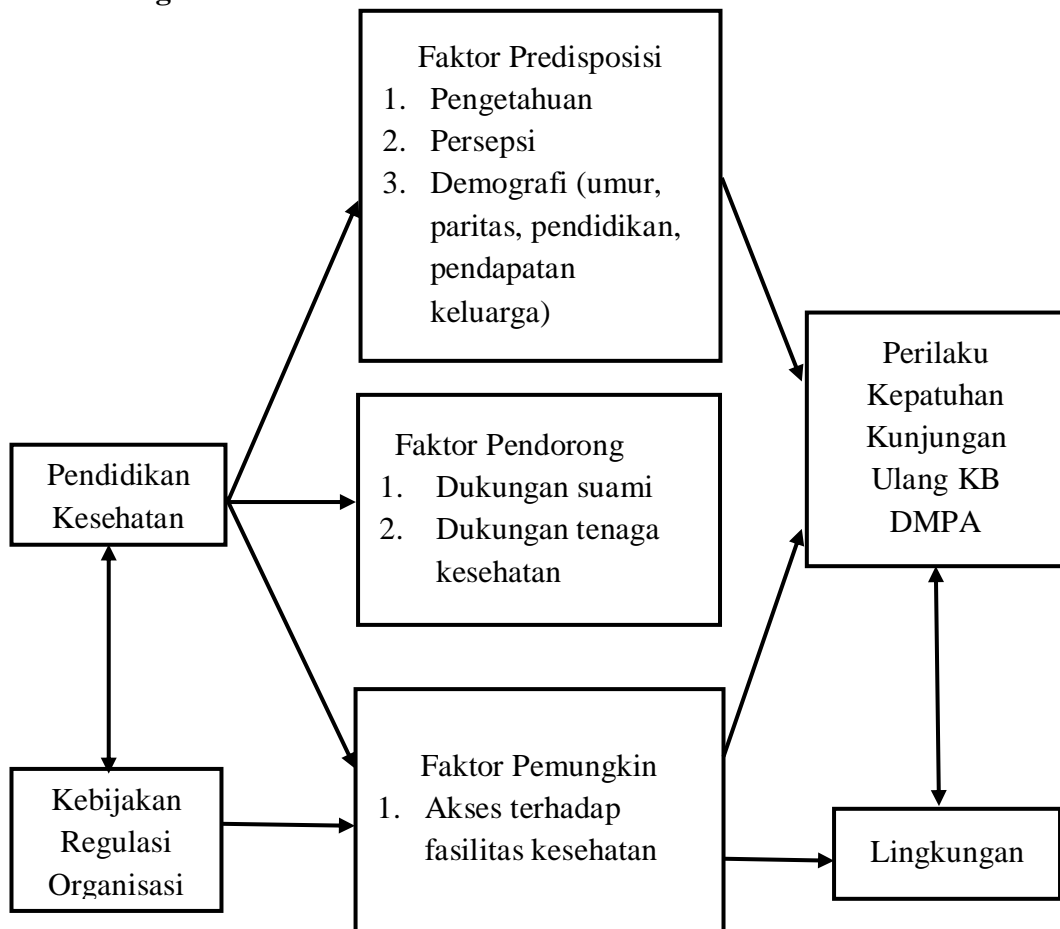 Faktor Predisposisi
1. Pengetahuan
2. Persepsi
3. Demografi (umur,
paritas, pendidikan,
pendapatan
keluarga)
Perilaku
Kepatuhan
Kunjungan
Ulang KB
DMPA
Faktor Pendorong
1. Dukungan suami
2. Dukungan tenaga
kesehatan
Pendidikan
Kesehatan
Faktor Pemungkin
1. Akses terhadap
fasilitas kesehatan
Kebijakan
Regulasi
Organisasi
Lingkungan